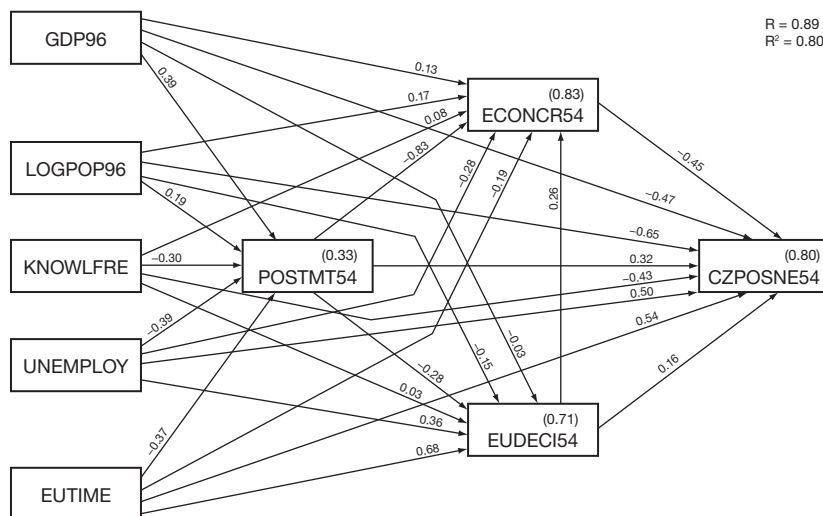 R = 0.89
R² = 0.80
GDP96
LOGPOP96
KNOWLFRE
UNEMPLOY
EUTIME
(0.33)
POSTMT54
(0.83)
ECONCR54
(0.71)
EUDECI54
(0.80)
CZPOSNE54
0.13
0.39
0.17
0.08
−0.83
−0.28
−0.19
0.26
−0.45
−0.47
−0.65
0.19
−0.30
0.32
−0.43
0.50
−0.39
0.54
−0.03
−0.15
−0.28
0.03
0.36
0.16
−0.37
0.68